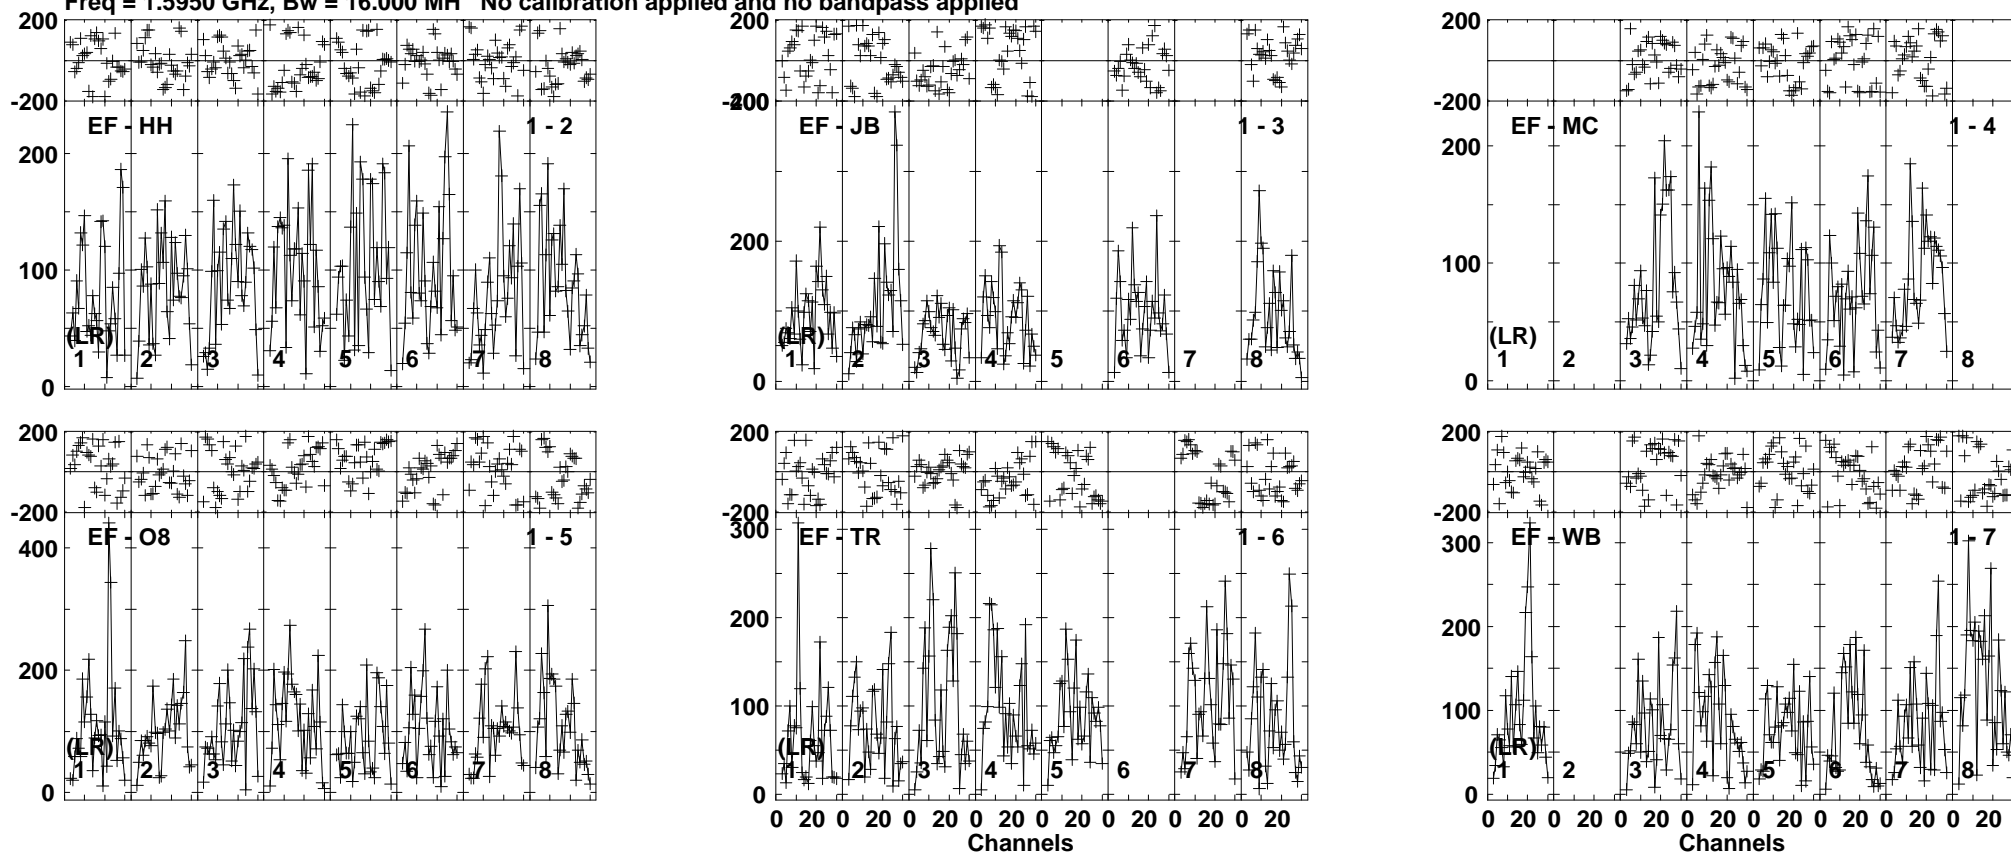 Freq = 1.5950 GHz, Bw = 16.000 MH No calibration applied and no bandpass applied
200 200 200
-200 -200 -200
EF - HH 1 - 2 EF - JB 1 - 3 EF - MC 1 - 4
400
200 200 200
100 100
(LR) (LR) (LR)
1 2 3 4 5 6 7 8 1 2 3 4 5 6 7 8 1 2 3 4 5 6 7 8
0 0 0
200 200 200
-200 -200 -200
EF - O8 1 - 5 EF - TR 1 - 6 EF - WB 1 - 7
400 300 300
200 200 200
100 100
(LR) (LR) (LR)
1 2 3 4 5 6 7 8 1 2 3 4 5 6 7 8 1 2 3 4 5 6 7 8
0 0 0
0 20 0 20 0 20 0 20 0 20 0 20 0 20 0 20 0 20 0 20 0 20 0 20 0 20 0 20 0 20 0 20
Channels Channels